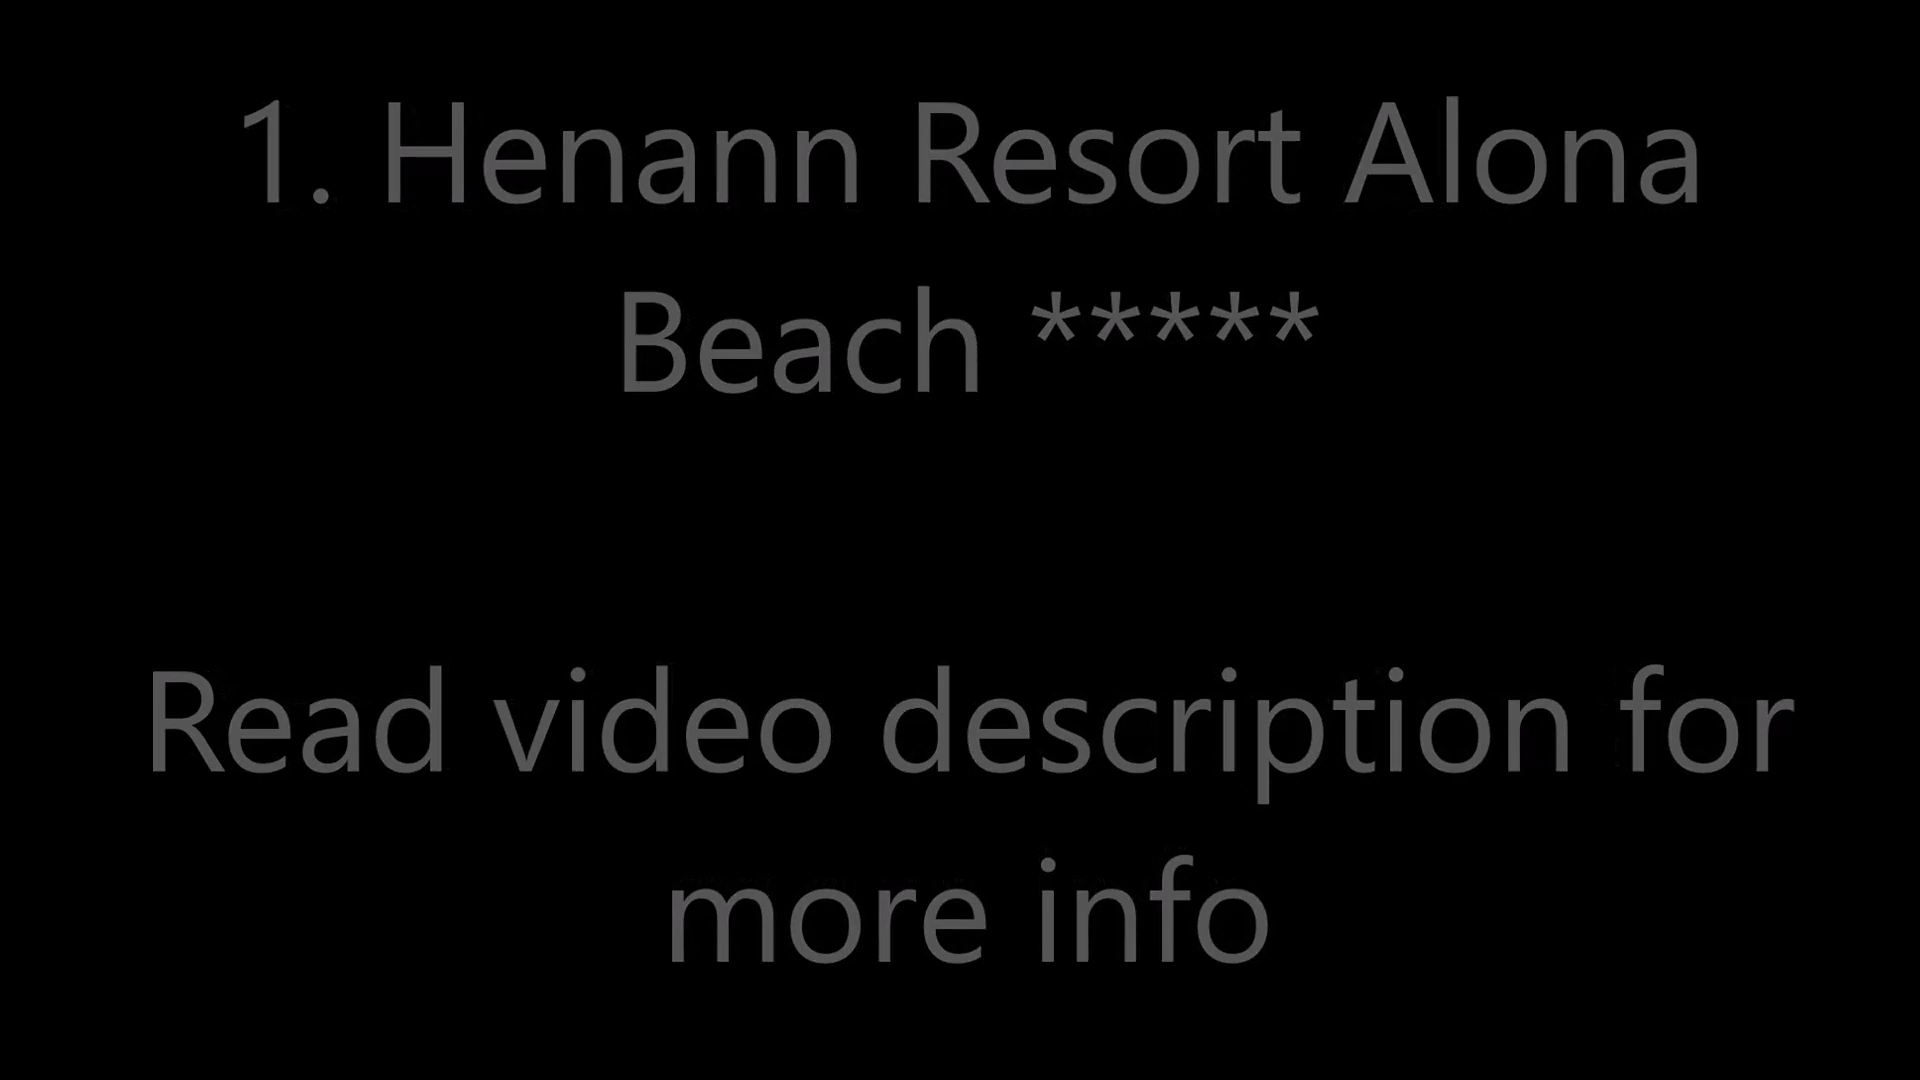 1. Henann Resort Alona
Beach *****
Read video description for
more info